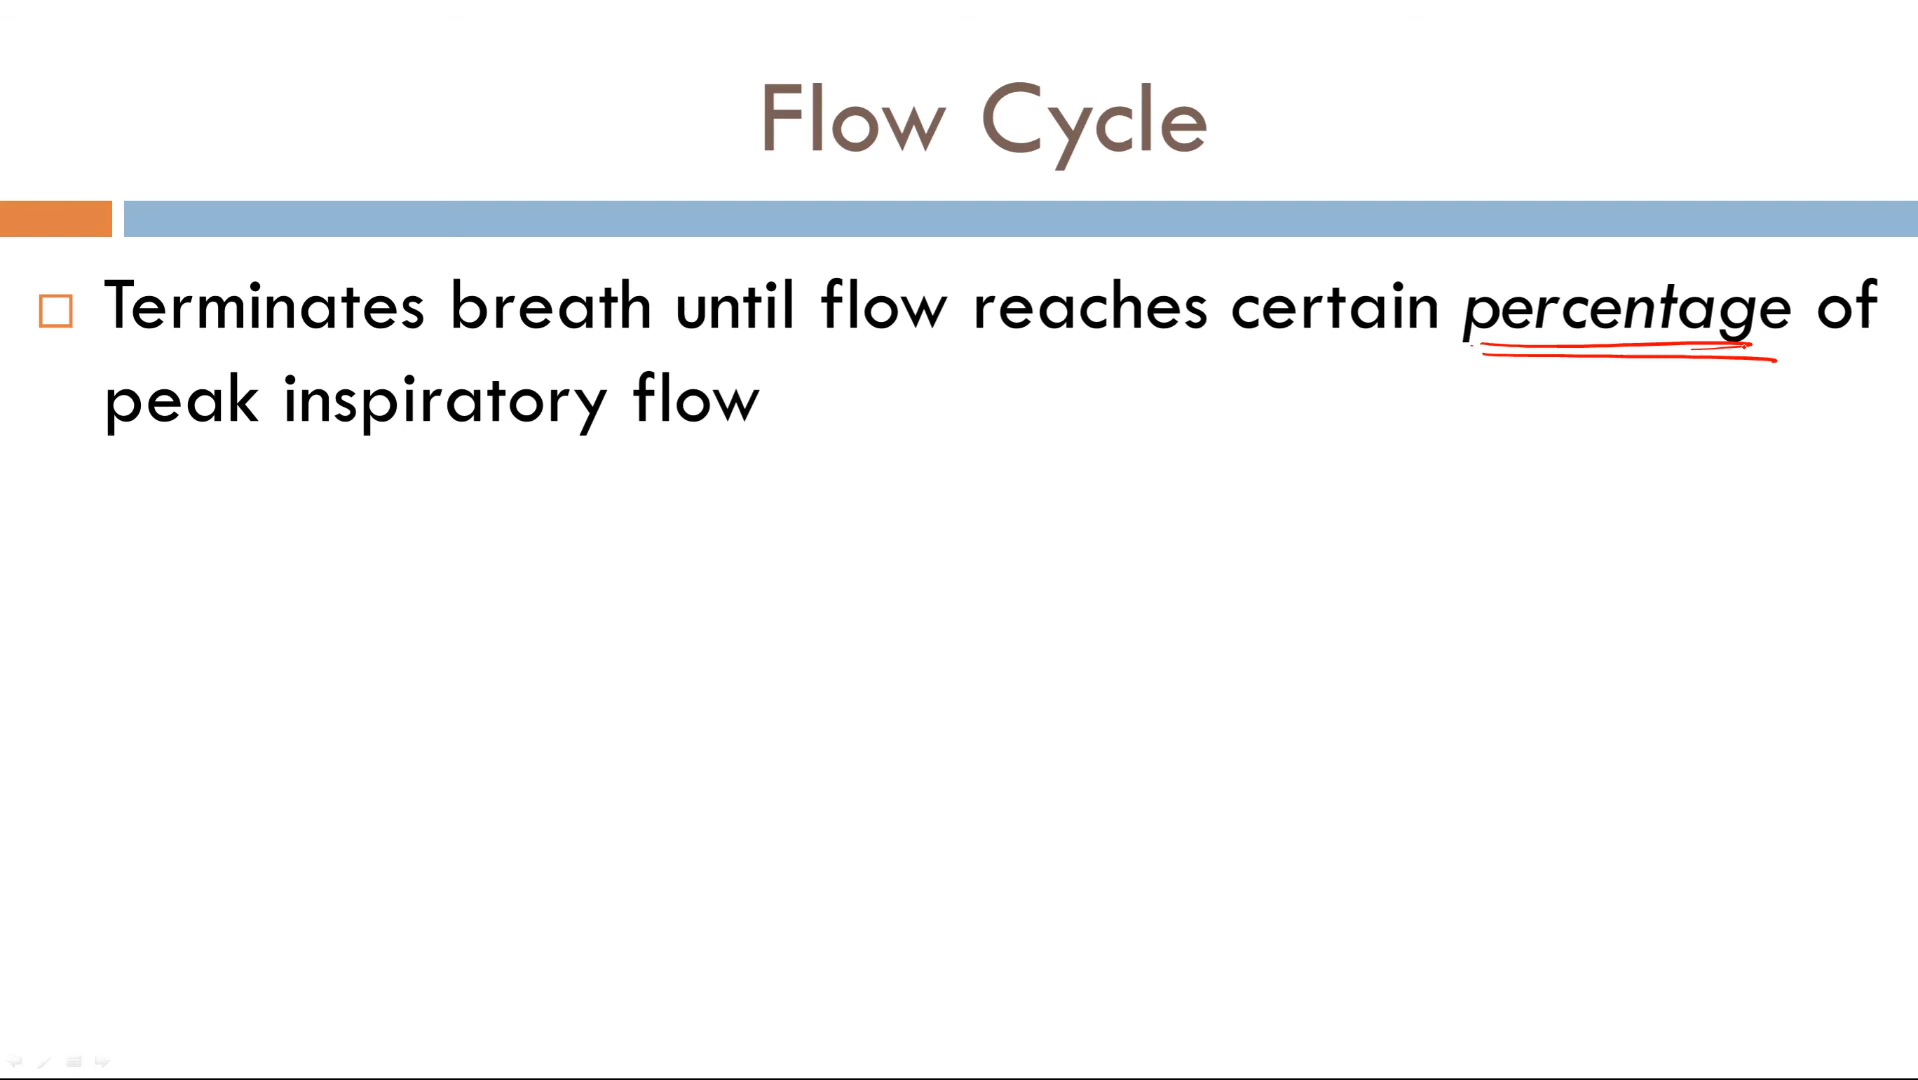 Flow Cycle
Terminates breath until flow reaches certain percentage of
peak inspiratory flow